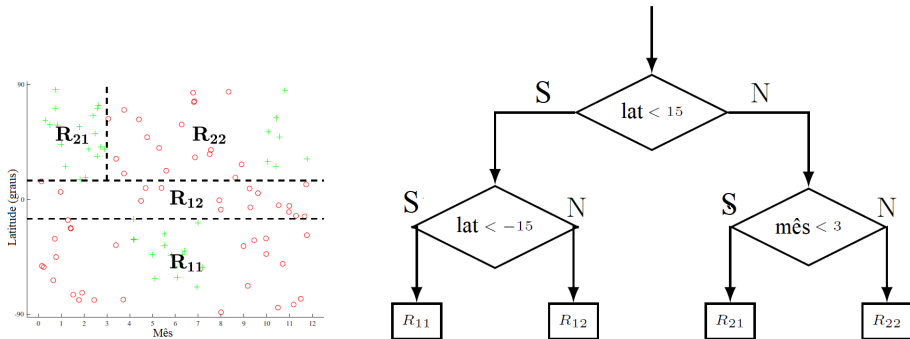 90
0
-90
Latitude (graus)
R₂₁
R₂₂
R₁₂
R₁₁
0 1 2 3 4 5 6 7 8 9 10 11 12
Mês
lat < 15
S
N
lat < −15
S
N
mês < 3
S
N
R₁₁
R₁₂
R₂₁
R₂₂